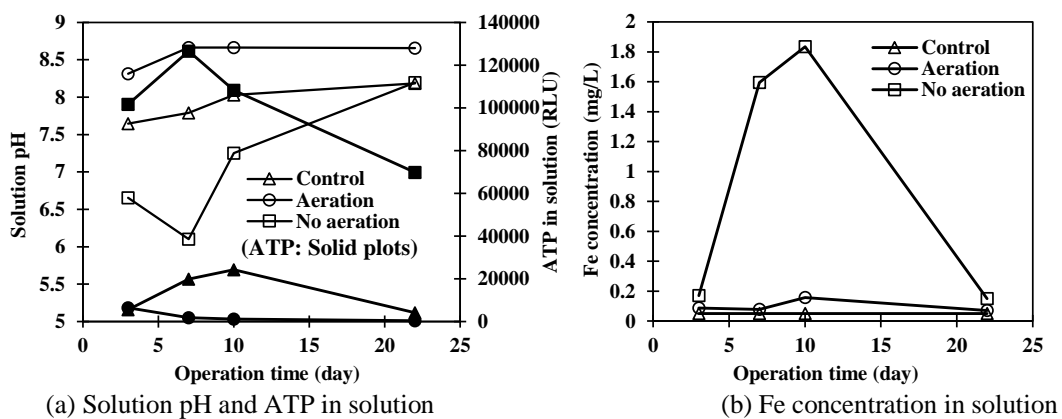 9
8.5
8
7.5
7
6.5
6
5.5
5
Solution pH
140000
120000
100000
80000
60000
40000
20000
0
ATP in solution (RLU)
Control
Aeration
No aeration
(ATP: Solid plots)
0 5 10 15 20 25
Operation time (day)
(a) Solution pH and ATP in solution
2
1.8
1.6
1.4
1.2
1
0.8
0.6
0.4
0.2
0
Fe concentration (mg/L)
Control
Aeration
No aeration
0 5 10 15 20 25
Operation time (day)
(b) Fe concentration in solution